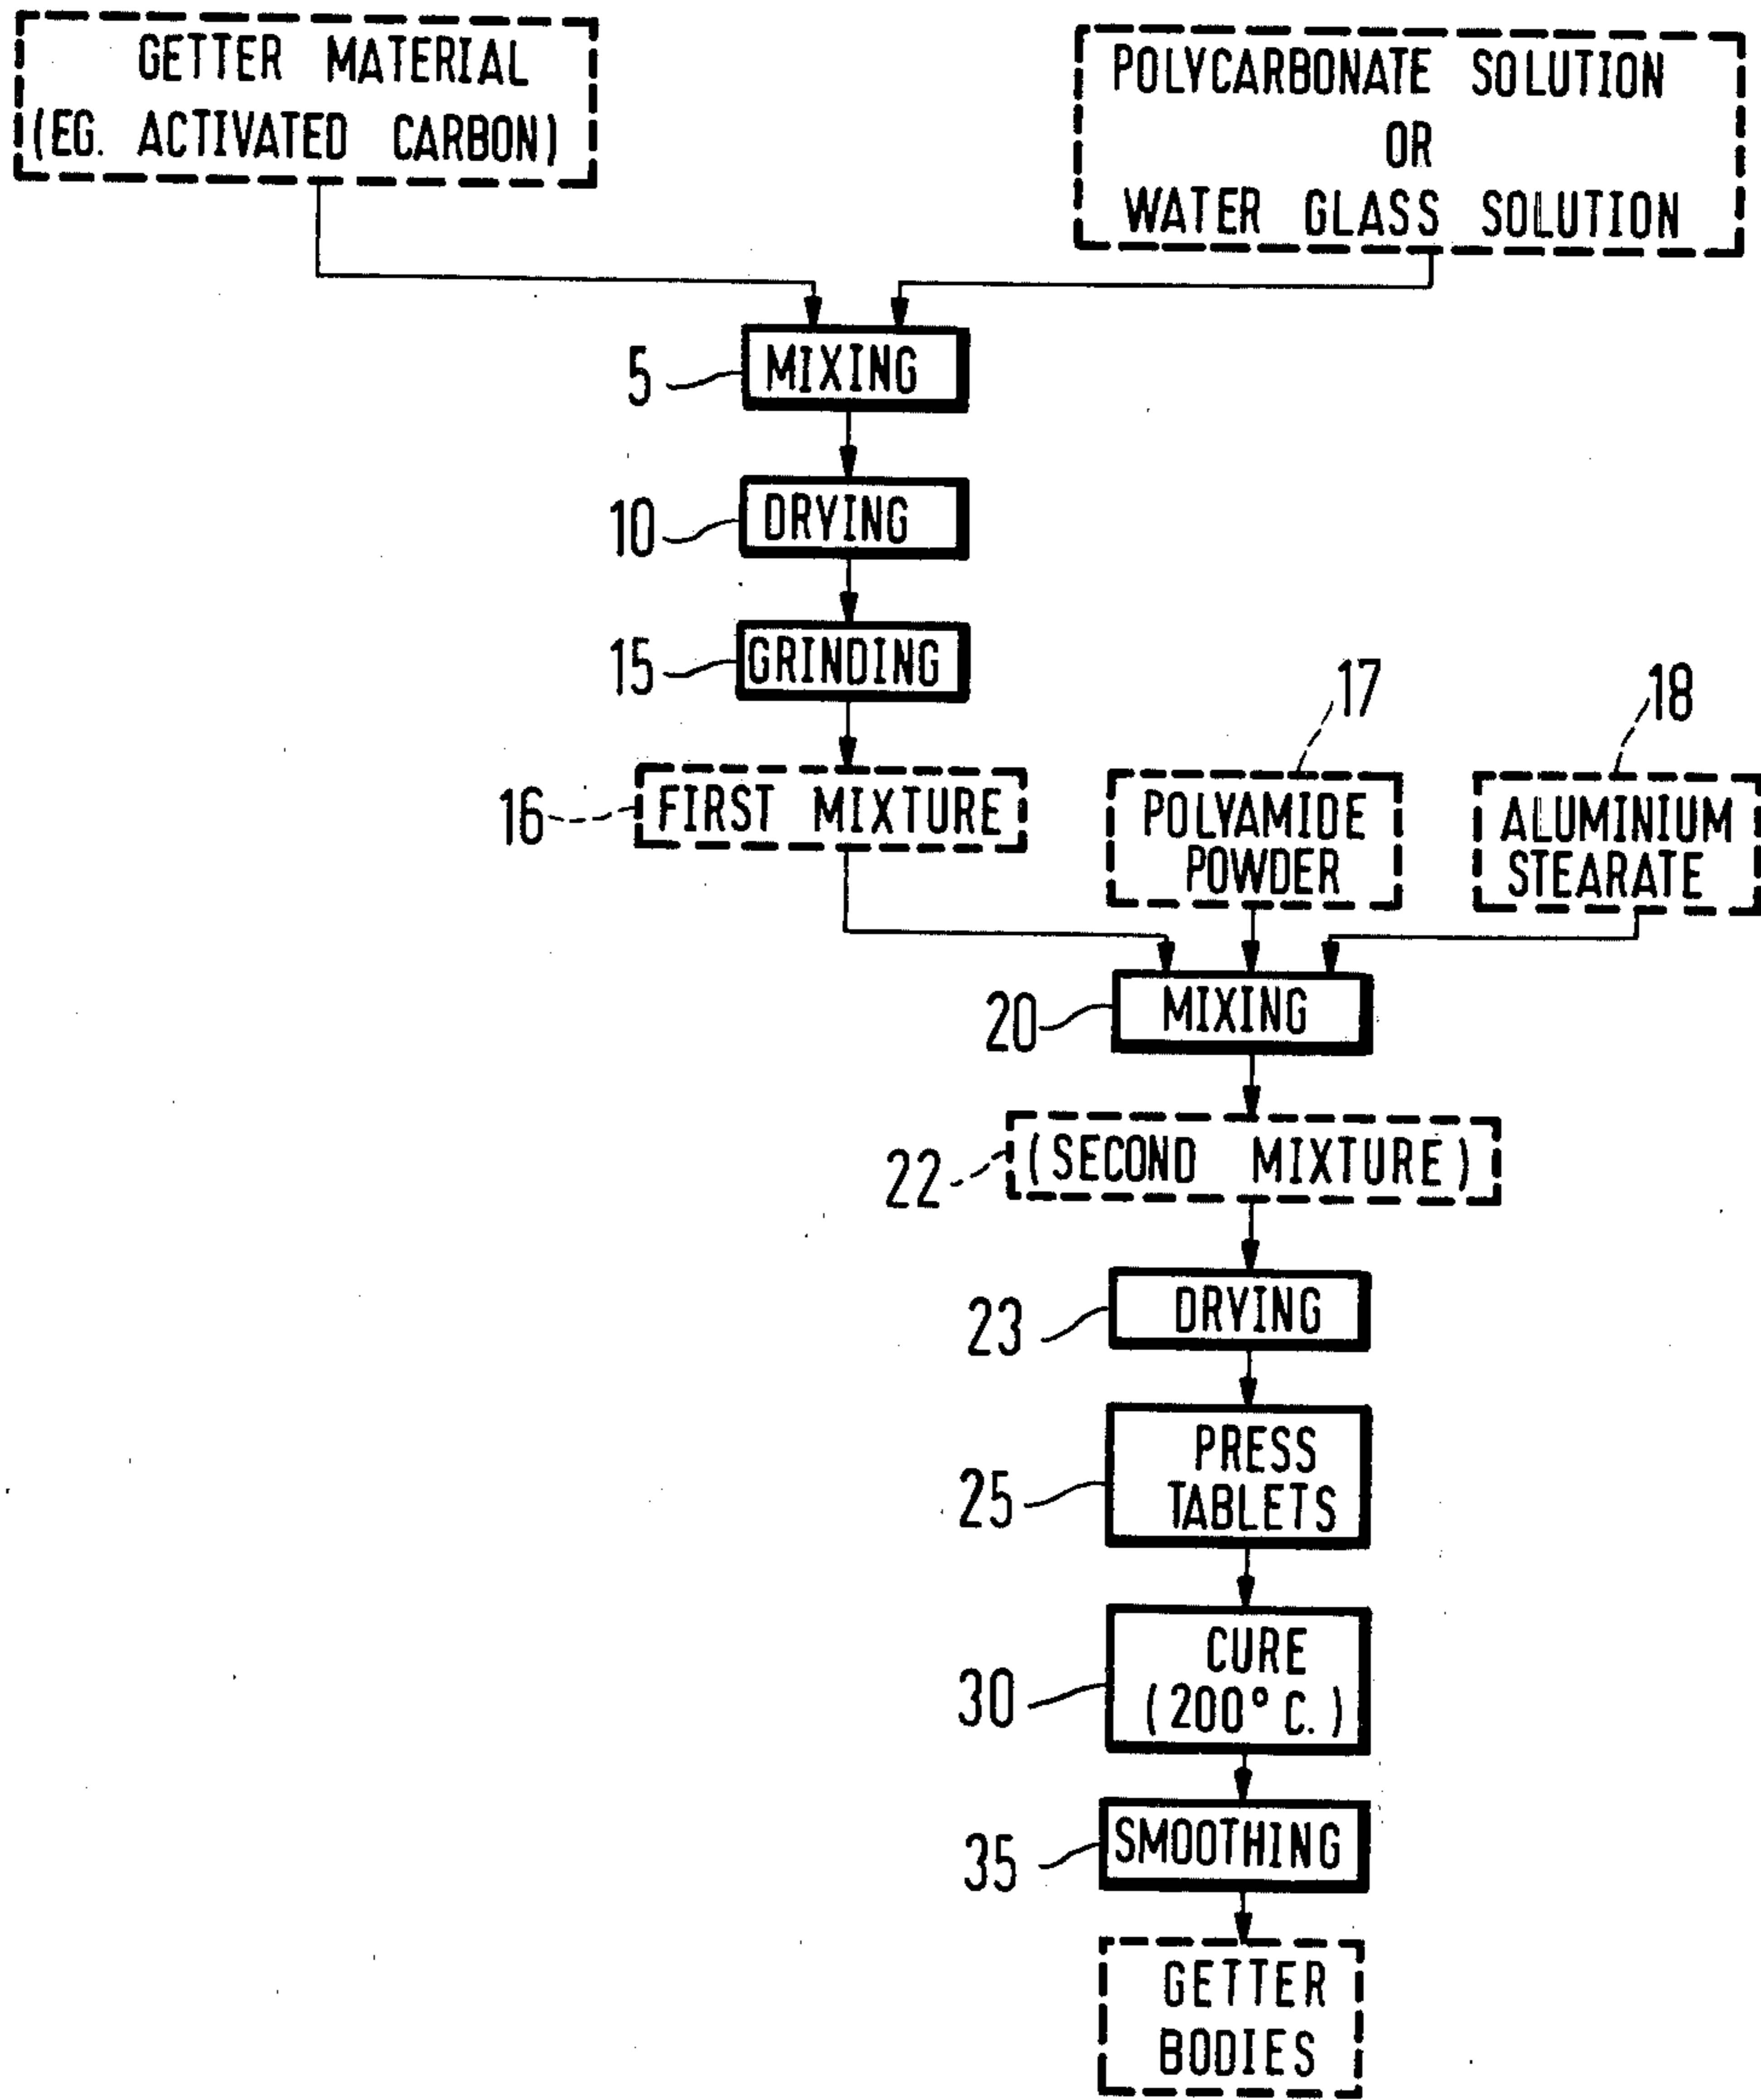 GETTER MATERIAL
(EG. ACTIVATED CARBON)
POLYCARBONATE SOLUTION
OR
WATER GLASS SOLUTION
5
MIXING
10
DRYING
15
GRINDING
17
18
16
FIRST MIXTURE
POLYAMIDE
POWDER
ALUMINIUM
STEARATE
20
MIXING
22
(SECOND MIXTURE)
23
DRYING
25
PRESS
TABLETS
30
CURE
(200° C.)
35
SMOOTHING
GETTER
BODIES